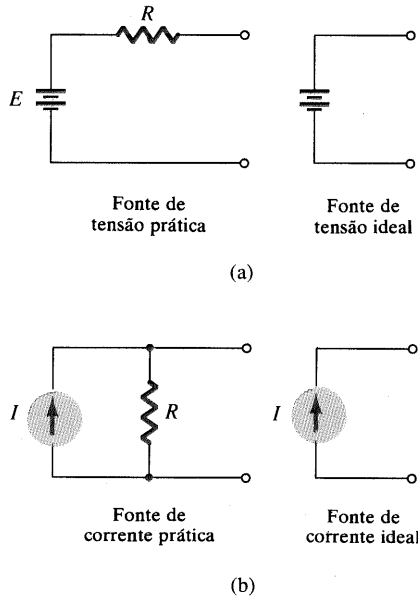 R
E
Fonte de
tensão prática
Fonte de
tensão ideal
(a)
I
R
I
Fonte de
corrente prática
Fonte de
corrente ideal
(b)